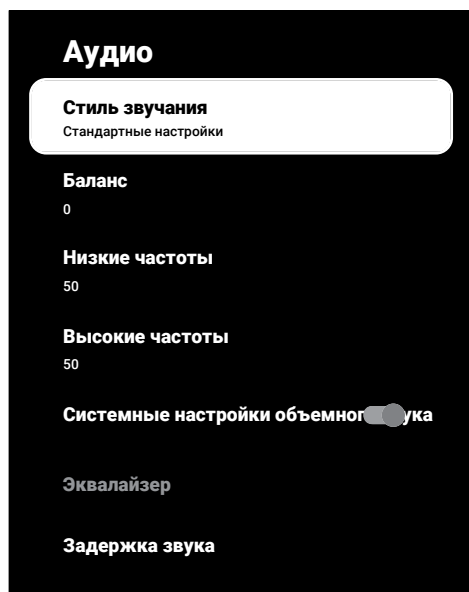 Аудио
Стиль звучания
Стандартные настройки
Баланс
0
Низкие частоты
50
Высокие частоты
50
Системные настройки объемног ука
Эквалайзер
Задержка звука